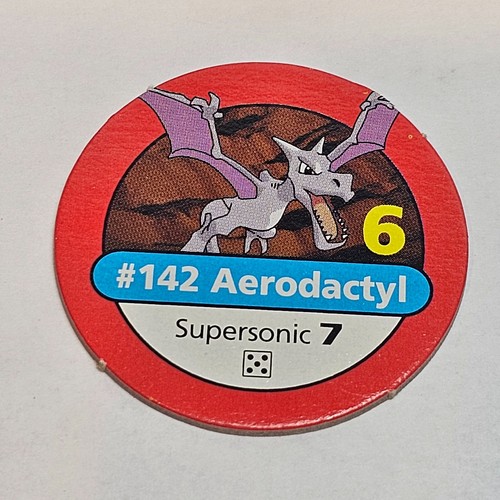 6
#142 Aerodactyl
Supersonic 7